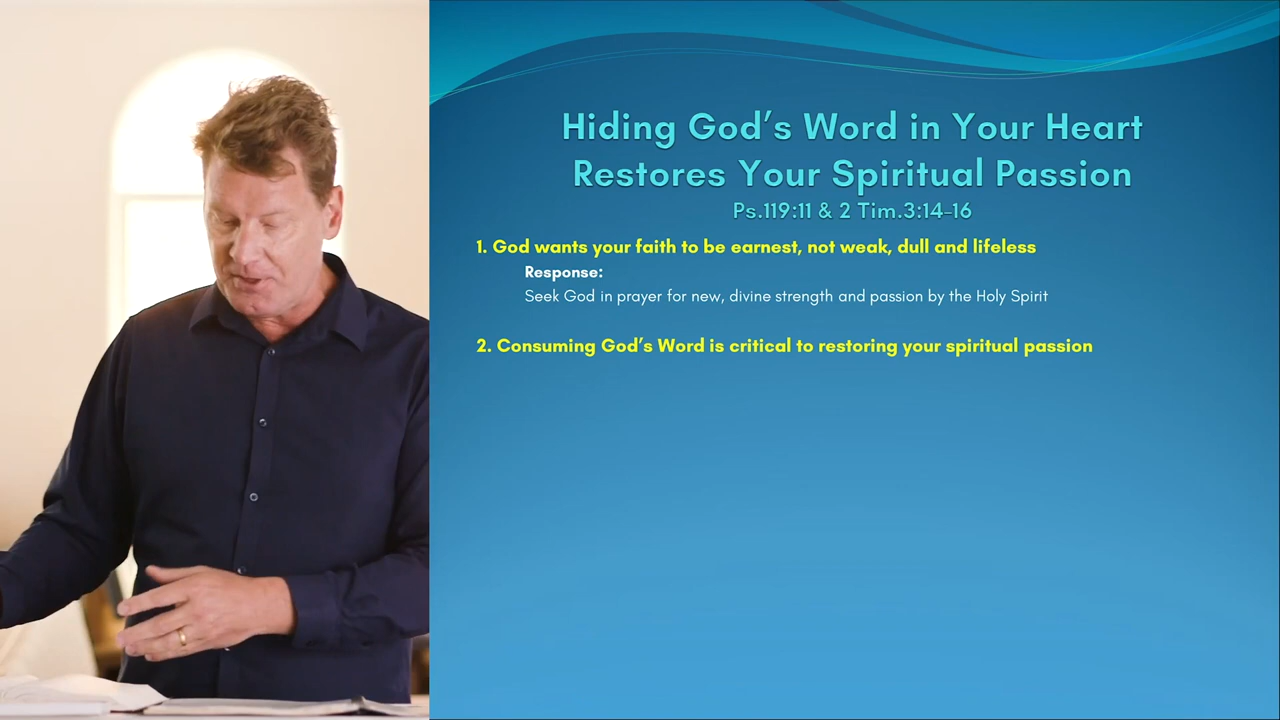 Hiding God's Word in Your Heart
Restores Your Spiritual Passion
Ps.119:11 & 2 Tim.3:14-16
1. God wants your faith to be earnest, not weak, dull and lifeless
Response:
Seek God in prayer for new, divine strength and passion by the Holy Spirit
2. Consuming God's Word is critical to restoring your spiritual passion